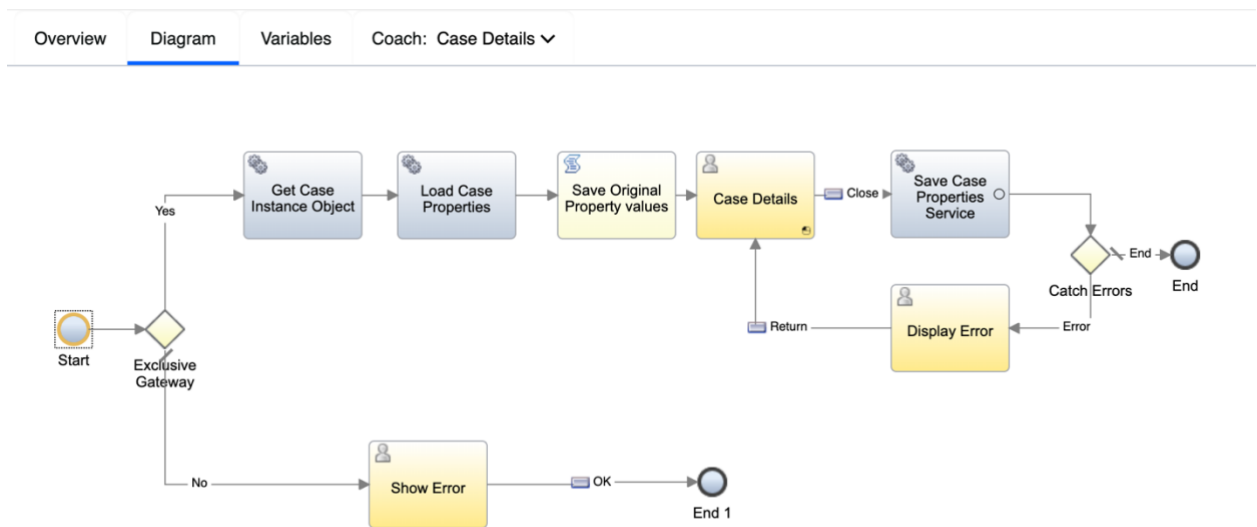 Overview
Diagram
Variables
Coach: Case Details
Get Case
Instance Object
Load Case
Properties
Save Original
Property values
Case Details
Close
Save Case
Properties
Service
Yes
End
End
Catch Errors
Start
Exclusive
Gateway
Return
Display Error
Error
No
Show Error
OK
End 1